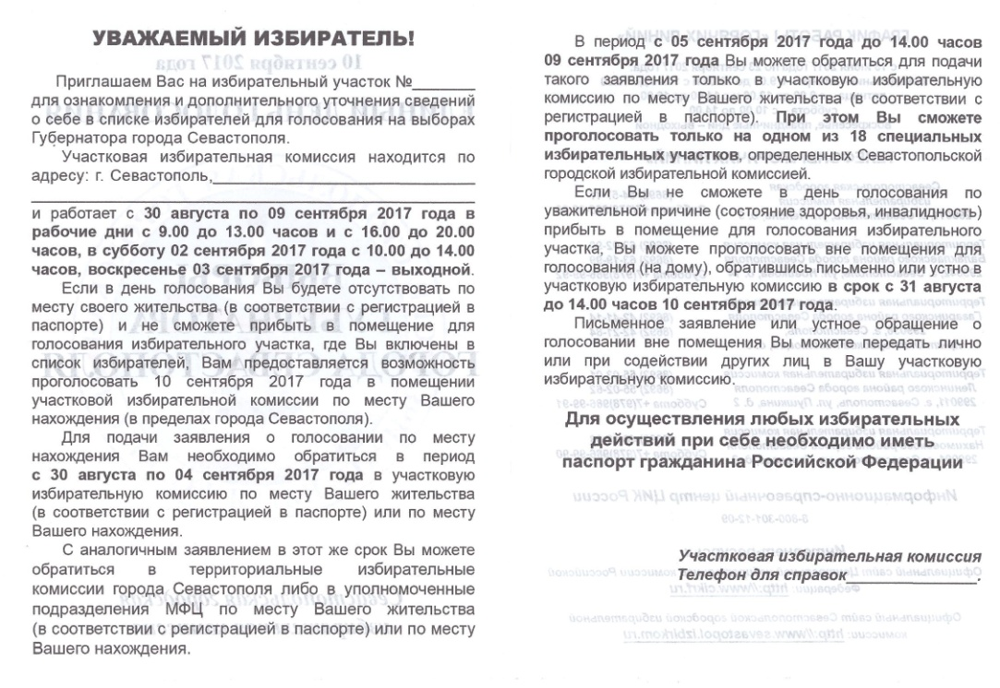 УВАЖАЕМЫЙ ИЗБИРАТЕЛЬ!
Приглашаем Вас на избирательный участок №_______
для ознакомления и дополнительного уточнения сведений
о себе в списке избирателей для голосования на выборах
Губернатора города Севастополя.
Участковая избирательная комиссия находится по
адресу: г. Севастополь,_____________________________
и работает с 30 августа по 09 сентября 2017 года в
рабочие дни с 9.00 до 13.00 часов и с 16.00 до 20.00
часов, в субботу 02 сентября 2017 года с 10.00 до 14.00
часов, воскресенье 03 сентября 2017 года – выходной.
Если в день голосования Вы будете отсутствовать по
месту своего жительства (в соответствии с регистрацией в
паспорте) и не сможете прибыть в помещение для
голосования избирательного участка, где Вы включены в
список избирателей, Вам предоставляется возможность
проголосовать 10 сентября 2017 года в помещении
участковой избирательной комиссии по месту Вашего
нахождения (в пределах города Севастополя).
Для подачи заявления о голосовании по месту
нахождения Вам необходимо обратиться в период
с 30 августа по 04 сентября 2017 года в участковую
избирательную комиссию по месту Вашего жительства
(в соответствии с регистрацией в паспорте) или по месту
Вашего нахождения.
С аналогичным заявлением в этот же срок Вы можете
обратиться в территориальные избирательные
комиссии города Севастополя либо в уполномоченные
подразделения МФЦ по месту Вашего жительства
(в соответствии с регистрацией в паспорте) или по месту
Вашего нахождения.
В период с 05 сентября 2017 года до 14.00 часов
09 сентября 2017 года Вы можете обратиться для подачи
такого заявления только в участковую избирательную
комиссию по месту Вашего жительства (в соответствии с
регистрацией в паспорте). При этом Вы сможете
проголосовать только на одном из 18 специальных
избирательных участков, определенных Севастопольской
городской избирательной комиссией.
Если Вы не сможете в день голосования по
уважительной причине (состояние здоровья, инвалидность)
прибыть в помещение для голосования избирательного
участка, Вы можете проголосовать вне помещения для
голосования (на дому), обратившись письменно или устно в
участковую избирательную комиссию в срок с 31 августа
до 14.00 часов 10 сентября 2017 года.
Письменное заявление или устное обращение о
голосовании вне помещения Вы можете передать лично
или при содействии других лиц в Вашу участковую
избирательную комиссию.
Для осуществления любых избирательных
действий при себе необходимо иметь
паспорт гражданина Российской Федерации
Участковая избирательная комиссия
Телефон для справок_______________.